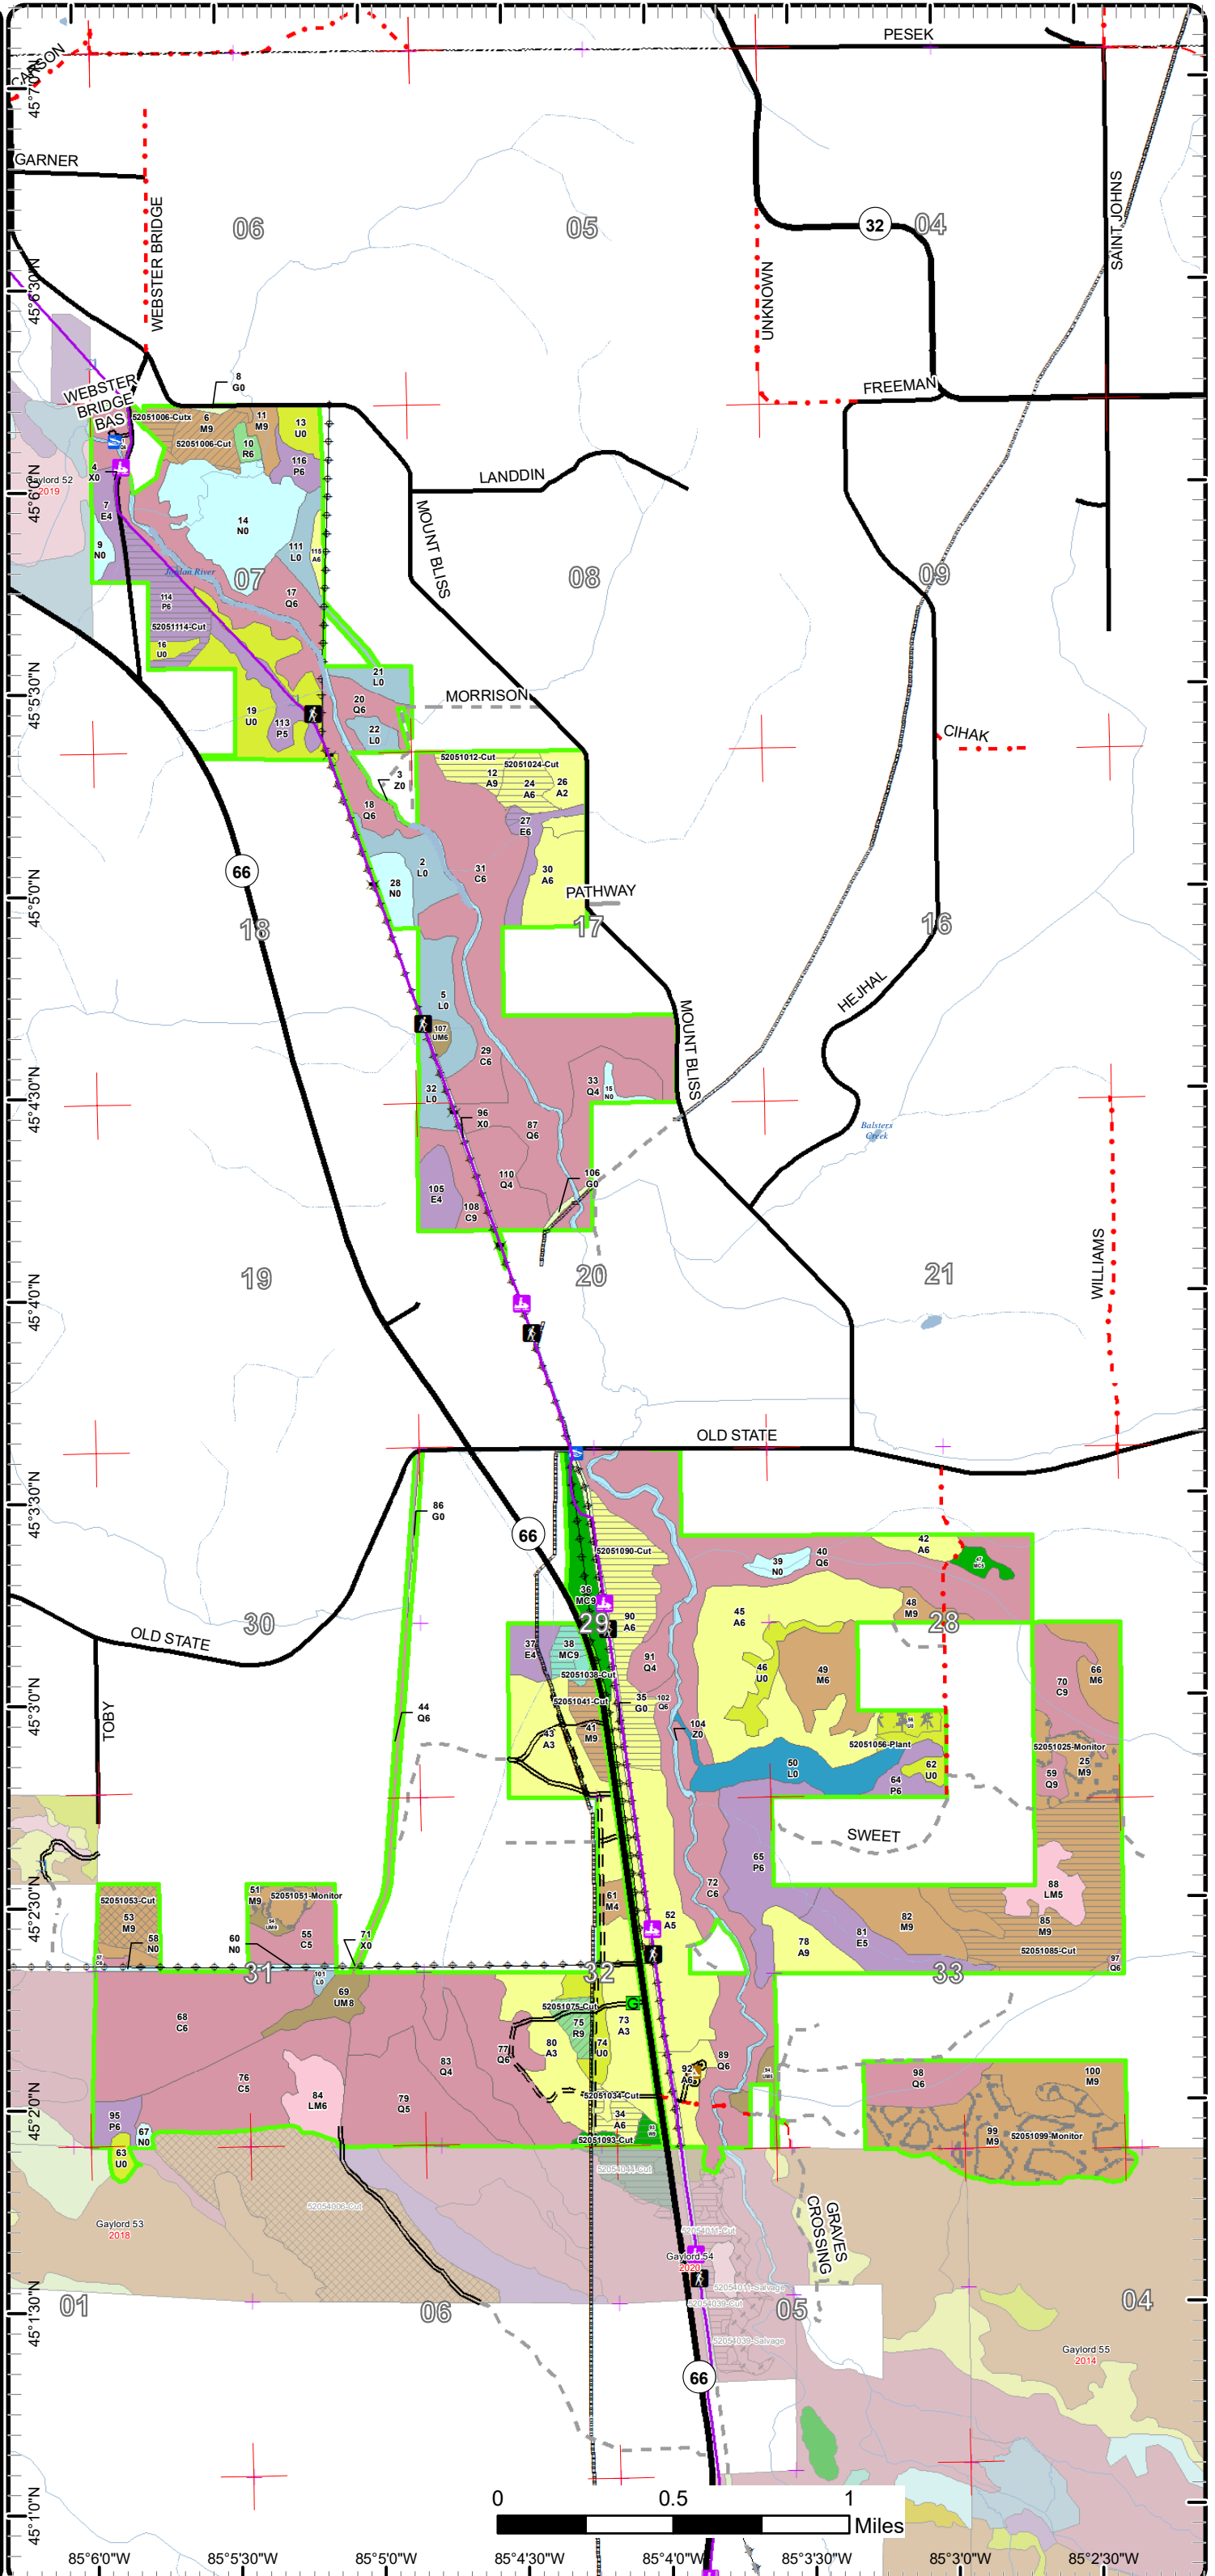 PESEK
CARSON
45°7'0"N
GARNER
WEBSTER BRIDGE
SAINT JOHNS
06
05
32
04
UNKNOWN
45°6'30"N
FREEMAN
8
G0
WEBSTER
BRIDGE
BAS
52051006-Cutx
6
M9
11
M9
13
U0
52051006-Cut
10
R6
116
P6
4
X0
Gaylord 52
2019
LANDDIN
45°6'0"N
7
E4
14
N0
MOUNT BLISS
9
N0
111
L0
115
A6
Jordan River
07
08
09
17
Q6
114
P6
52051114-Cut
16
U0
21
L0
45°5'30"N
MORRISON
20
Q6
19
U0
113
P5
22
L0
CIHAK
52051012-Cut
52051024-Cut
3
Z0
12
A9
24
A6
26
A2
18
Q6
27
E6
2
L0
31
C6
30
A6
66
28
N0
45°5'0"N
PATHWAY
18
17
16
HEJHAL
5
L0
107
UM6
MOUNT BLISS
29
C6
45°4'30"N
32
L0
33
Q4
15
N0
96
X0
87
Q6
Balsters
Creek
110
Q4
106
G0
105
E4
108
C9
WILLIAMS
19
20
21
45°4'0"N
OLD STATE
45°3'30"N
86
G0
66
52051090-Cut
42
A6
40
Q6
39
N0
36
MC9
48
M9
45
A6
90
A6
30
29
28
OLD STATE
37
E4
38
MC9
91
Q4
52051038-Cut
46
U0
49
M6
66
M6
70
C9
45°3'0"N
TOBY
44
Q6
52051041-Cut
35
G0
102
Q6
104
Z0
43
A3
41
M9
52051056-Plant
52051025-Monitor
25
M9
50
L0
62
U0
64
P6
59
Q9
SWEET
65
P6
72
C6
88
LM5
45°2'30"N
52051053-Cut
53
M9
51
M9
52051051-Monitor
55
C5
61
M4
52
A5
82
M9
85
M9
81
E5
78
A9
52051085-Cut
58
N0
60
N0
71
X0
97
Q6
31
32
33
101
L0
69
UM8
68
C6
52051075-Cut
G
75
R9
73
A3
80
A3
74
U0
77
Q6
83
Q4
89
Q6
92
A6
98
Q6
100
M9
76
C5
84
LM6
79
Q5
52051034-Cut
34
A6
45°2'0"N
95
P6
67
N0
63
U0
52051093-Cut
99
M9
52051099-Monitor
52054044-Cut
52054006-Cut
Gaylord 53
2018
52054011-Cut
Gaylord 54
2020
52054011-Salvage
52054039-Cut
GRAVES
CROSSING
45°1'30"N
01
06
05
04
52054039-Salvage
Gaylord 55
2014
66
45°1'0"N
0 0.5 1
Miles
85°6'0"W 85°5'30"W 85°5'0"W 85°4'30"W 85°4'0"W 85°3'30"W 85°3'0"W 85°2'30"W